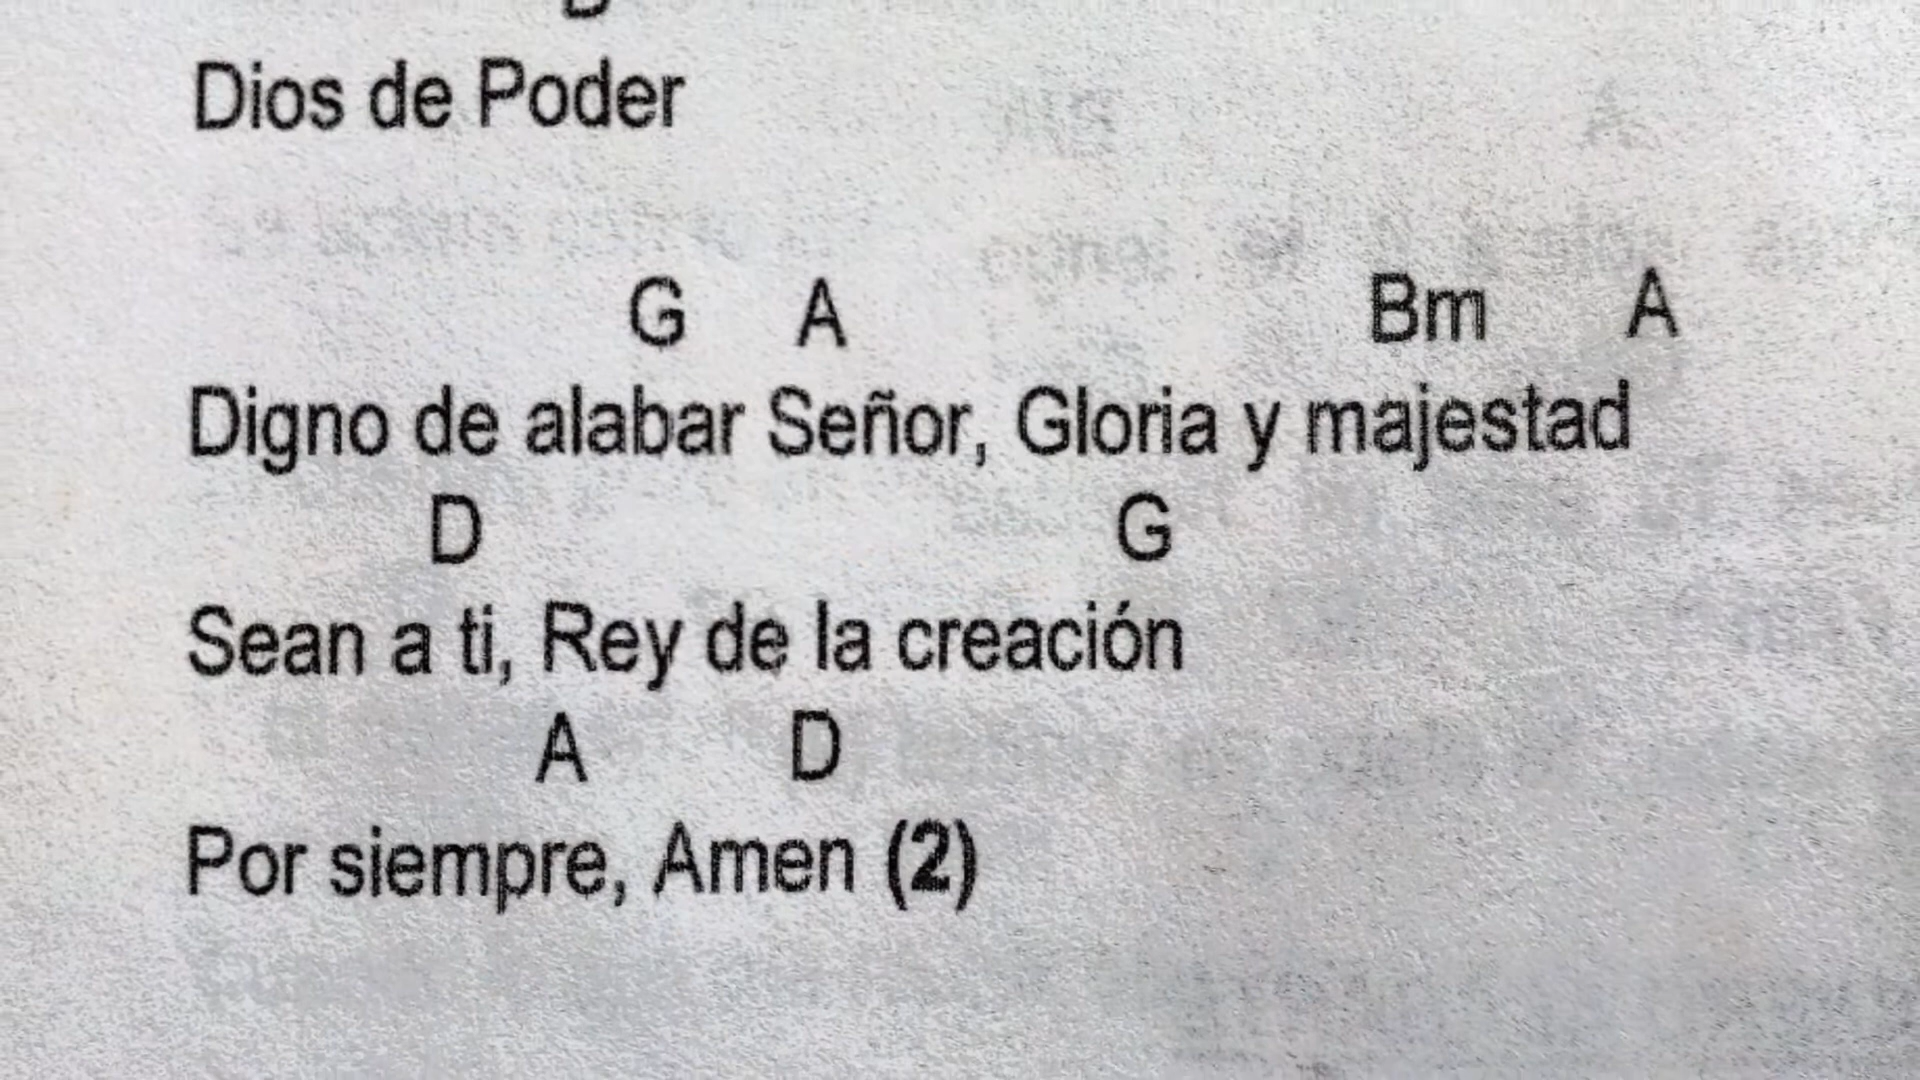 Dios de Poder
G A Bm A
Digno de alabar Señor, Gloria y majestad
D G
Sean a ti, Rey de la creación
A D
Por siempre, Amen (2)